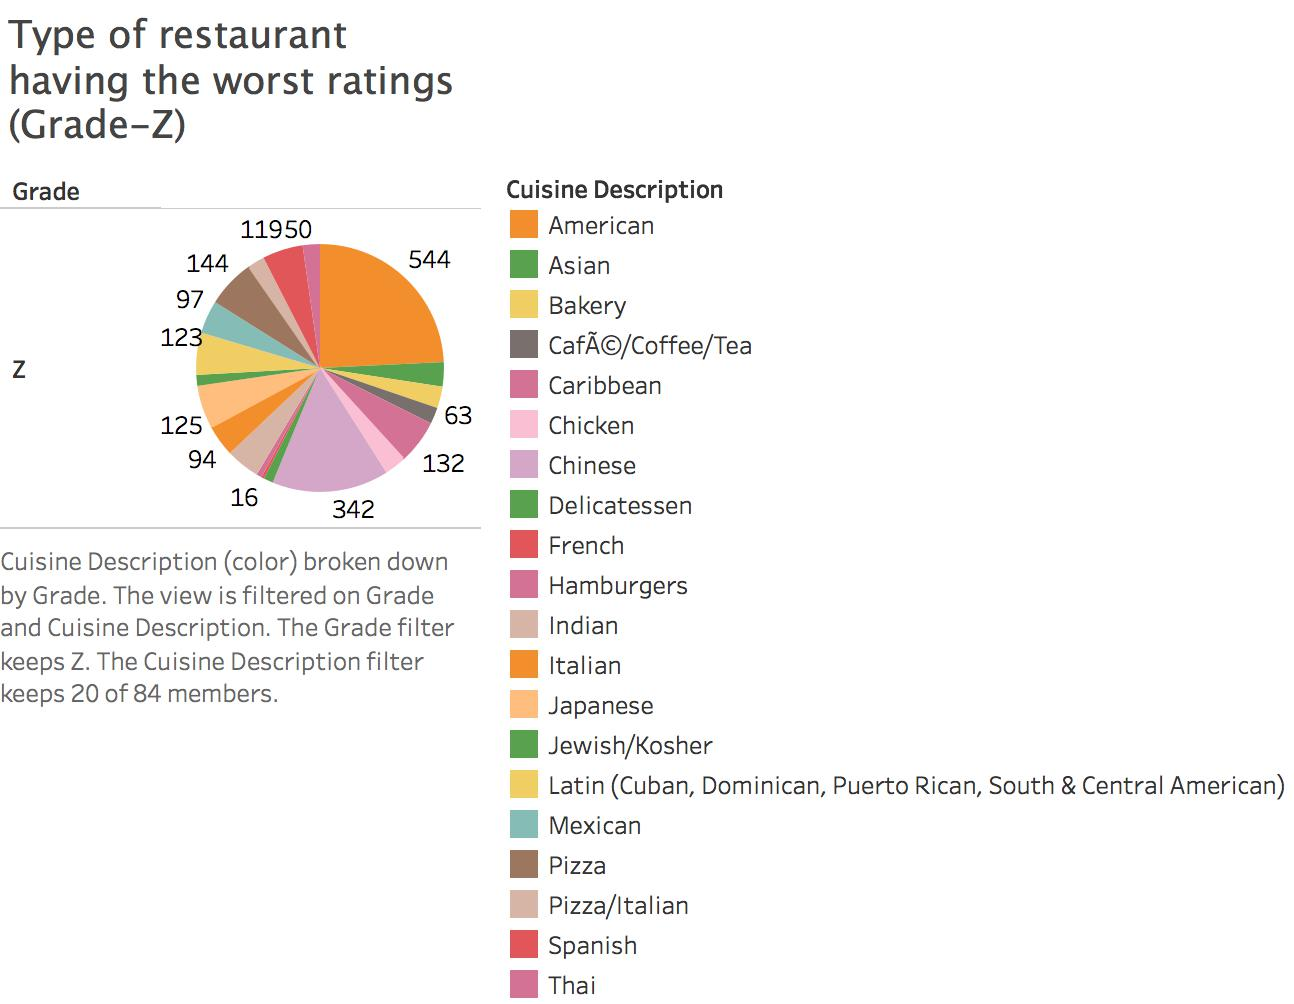 Type of restaurant
having the worst ratings
(Grade-Z)
Grade
Z
11950
544
144
97
123
63
125
94
132
16
342
Cuisine Description (color) broken down
by Grade. The view is filtered on Grade
and Cuisine Description. The Grade filter
keeps Z. The Cuisine Description filter
keeps 20 of 84 members.
Cuisine Description
American
Asian
Bakery
CafÃ©/Coffee/Tea
Caribbean
Chicken
Chinese
Delicatessen
French
Hamburgers
Indian
Italian
Japanese
Jewish/Kosher
Latin (Cuban, Dominican, Puerto Rican, South & Central American)
Mexican
Pizza
Pizza/Italian
Spanish
Thai